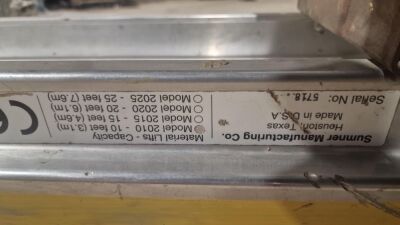 Sumner Manufacturing Co.
Houston, Texas
Made in U.S.A
Serial No: 5718..
Material Lifts - Capacity
Model 2010 - 10 feet (3.1m)
Model 2015 - 15 feet (4.6m)
Model 2020 - 20 feet (6.1m)
Model 2025 - 25 feet (7.6m)
CE